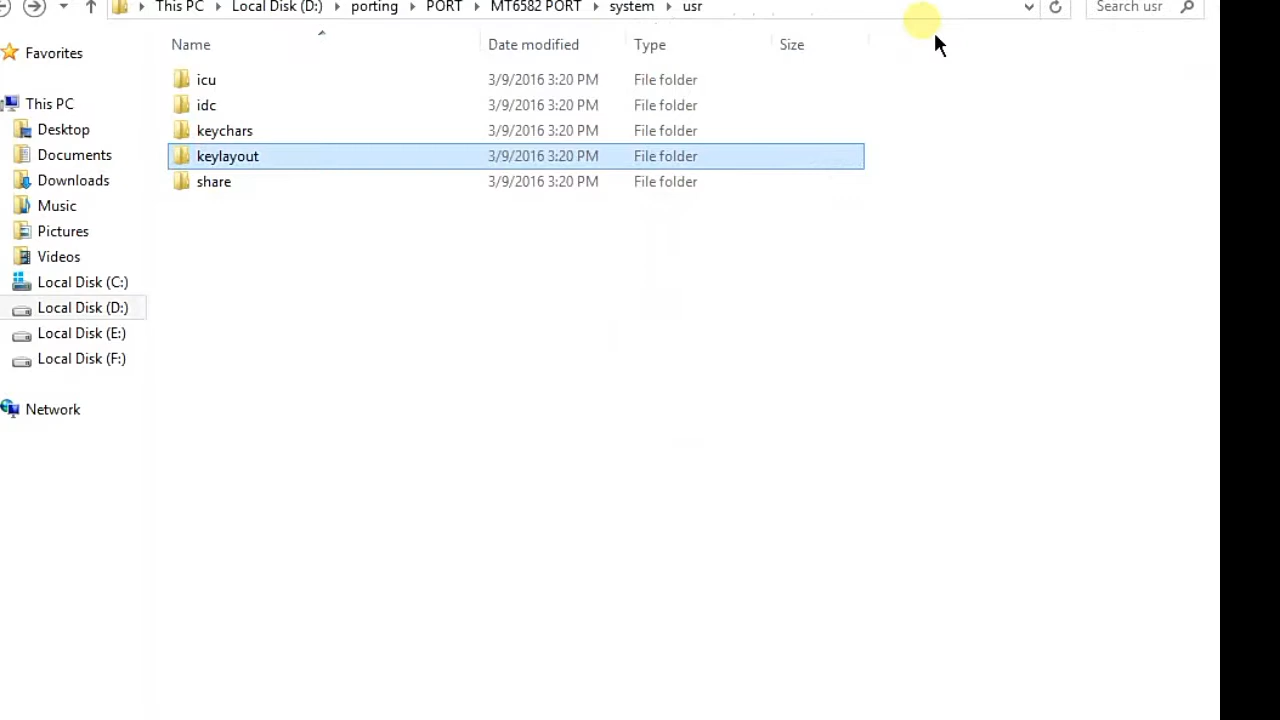 This PC Local Disk (D:) porting PORT MT6582 PORT system usr Search usr
Name Date modified Type Size
Favorites
This PC
Desktop
Documents
Downloads
Music
Pictures
Videos
Local Disk (C:)
Local Disk (D:)
Local Disk (E:)
Local Disk (F:)
Network
icu 3/9/2016 3:20 PM File folder
idc 3/9/2016 3:20 PM File folder
keychars 3/9/2016 3:20 PM File folder
keylayout 3/9/2016 3:20 PM File folder
share 3/9/2016 3:20 PM File folder